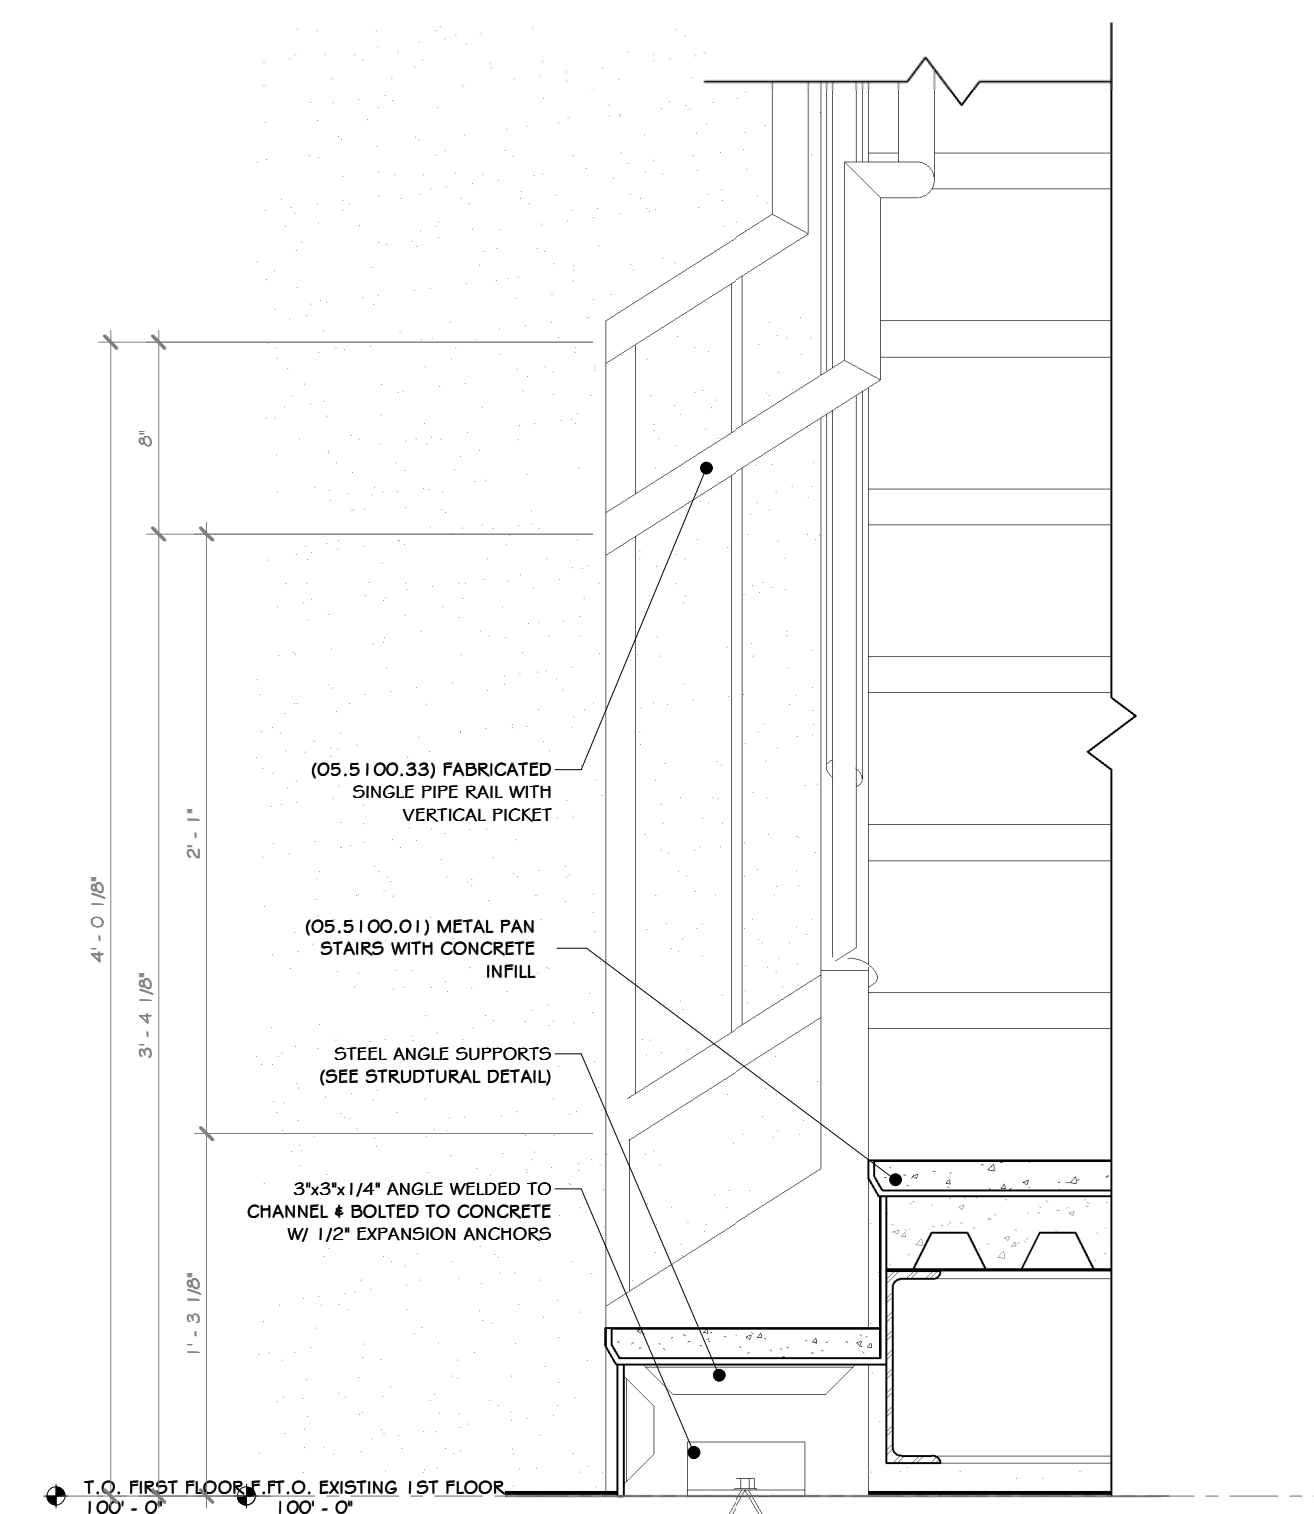 8"
2' - 1"
4' - 0 1/8"
3' - 4 1/8"
1' - 3 1/8"
(05.5100.33) FABRICATED
SINGLE PIPE RAIL WITH
VERTICAL PICKET
(05.5100.01) METAL PAN
STAIRS WITH CONCRETE
INFILL
STEEL ANGLE SUPPORTS
(SEE STRUDTURAL DETAIL)
3"x3"x1/4" ANGLE WELDED TO
CHANNEL & BOLTED TO CONCRETE
W/ 1/2" EXPANSION ANCHORS
T.O. FIRST FLOOR F.F.
100' - 0"
T.O. EXISTING 1ST FLOOR
100' - 0"